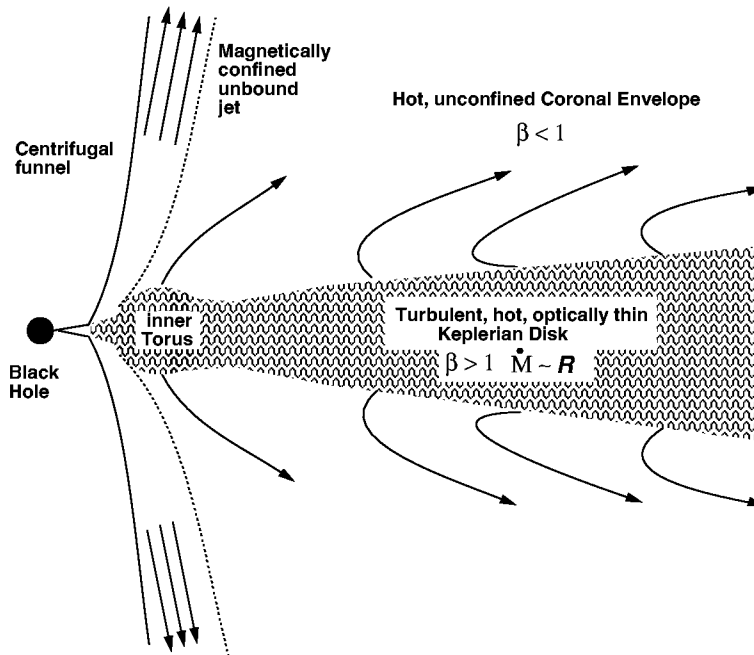 Magnetically
confined
unbound
jet
Hot, unconfined Coronal Envelope
β < 1
Centrifugal
funnel
inner
Torus
Turbulent, hot, optically thin
Keplerian Disk
β > 1 Ṁ ~ R
Black
Hole